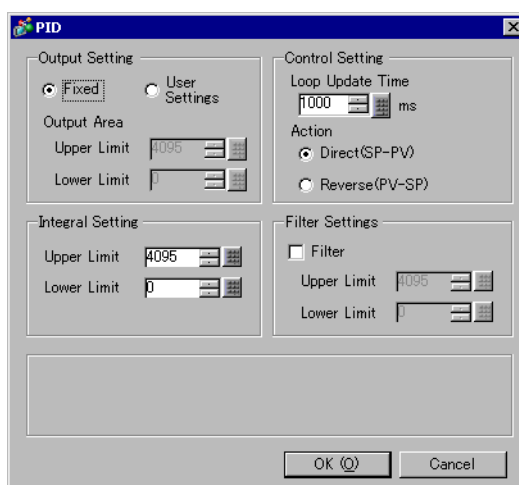 PID
Output Setting
Fixed
User Settings
Output Area
Upper Limit 4095
Lower Limit 0
Control Setting
Loop Update Time
1000 ms
Action
Direct(SP-PV)
Reverse(PV-SP)
Integral Setting
Upper Limit 4095
Lower Limit 0
Filter Settings
Filter
Upper Limit 4095
Lower Limit 0
OK (O)
Cancel